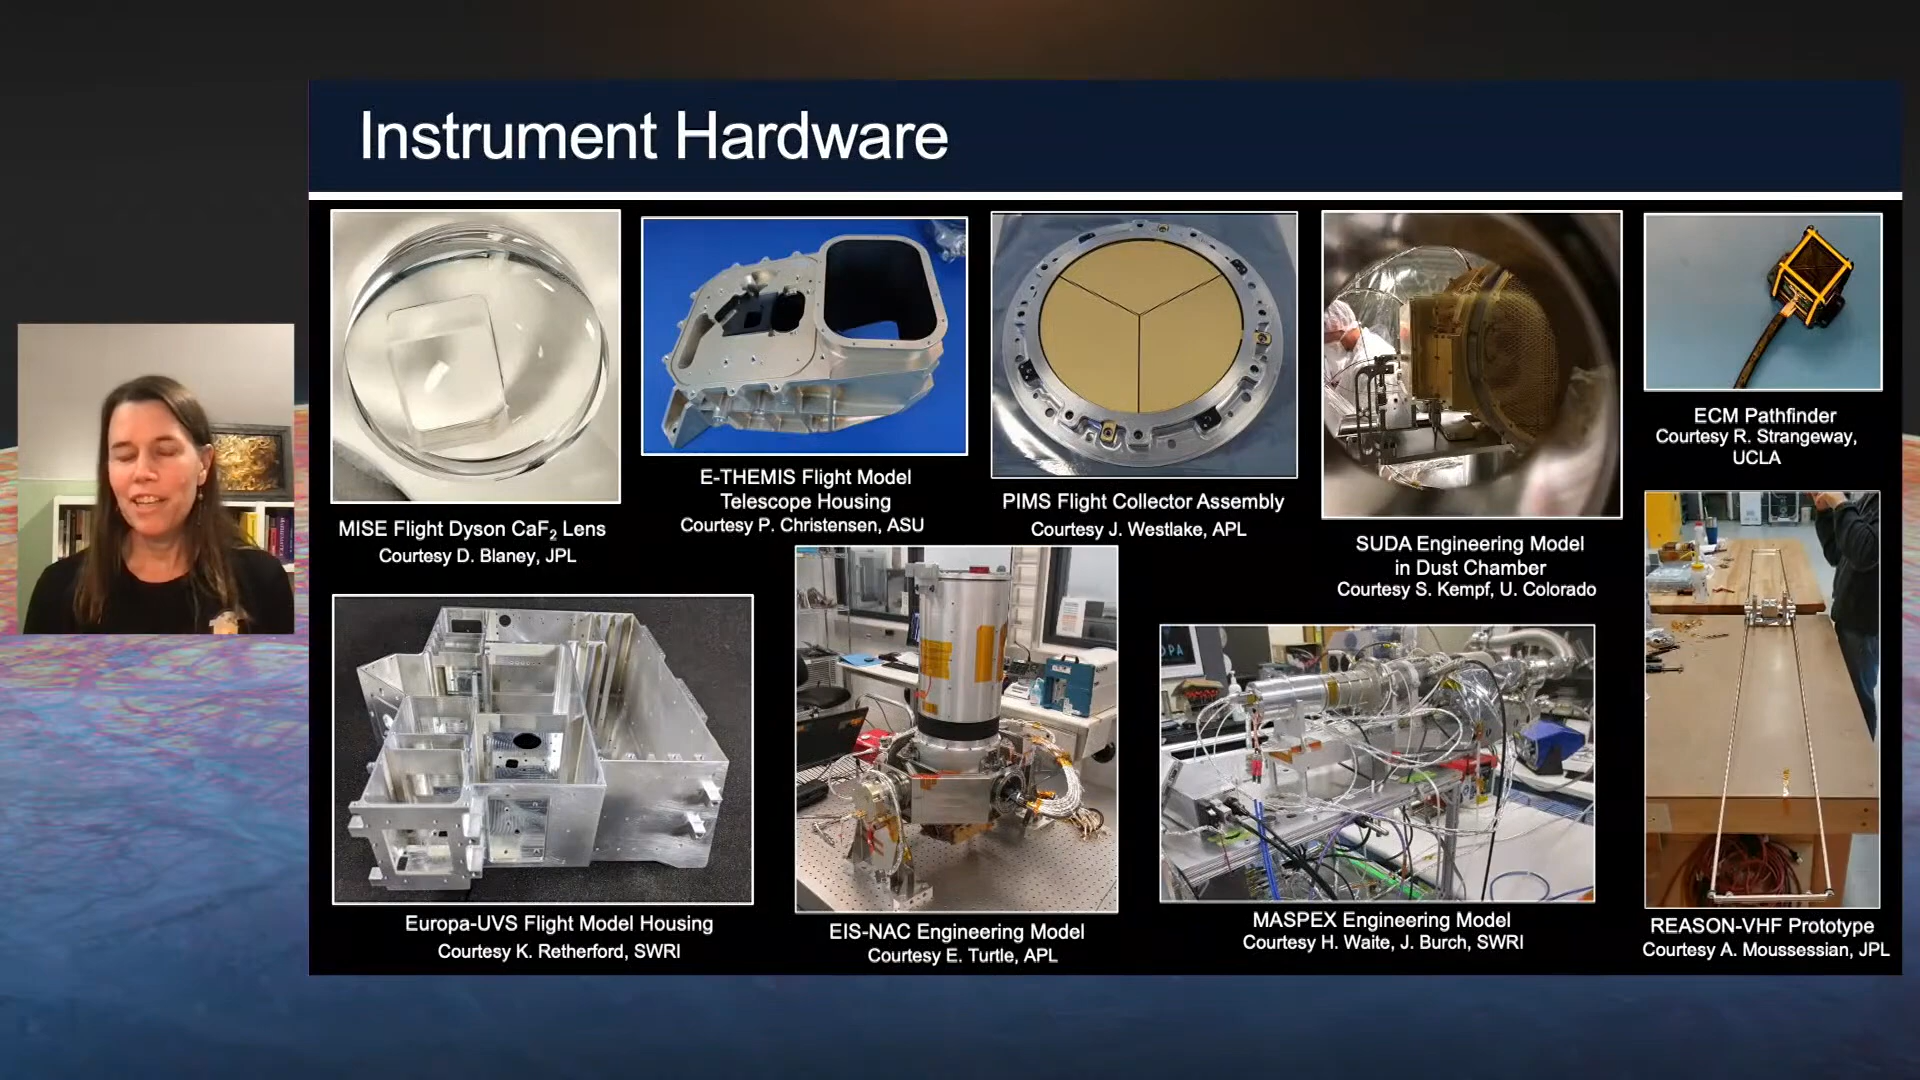 Instrument Hardware
MISE Flight Dyson CaF₂ Lens
Courtesy D. Blaney, JPL
E-THEMIS Flight Model
Telescope Housing
Courtesy P. Christensen, ASU
PIMS Flight Collector Assembly
Courtesy J. Westlake, APL
SUDA Engineering Model
in Dust Chamber
Courtesy S. Kempf, U. Colorado
ECM Pathfinder
Courtesy R. Strangeway,
UCLA
Europa-UVS Flight Model Housing
Courtesy K. Retherford, SWRI
EIS-NAC Engineering Model
Courtesy E. Turtle, APL
OPA
MASPEX Engineering Model
Courtesy H. Waite, J. Burch, SWRI
REASON-VHF Prototype
Courtesy A. Moussessian, JPL